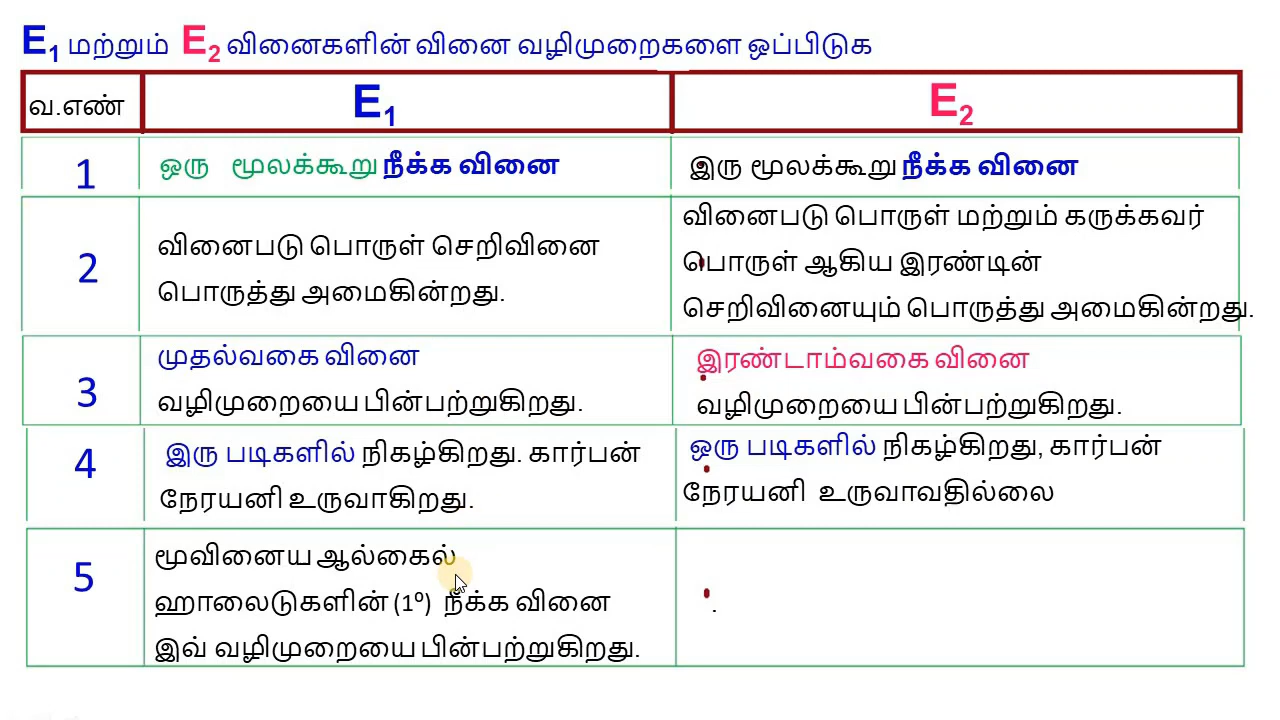 E1 மற்றும் E2 வினைகளின் வினை வழிமுறைகளை ஒப்பிடுக
வ.எண் E1 E2
1 ஒரு மூலக்கூறு நீக்க வினை இரு மூலக்கூறு நீக்க வினை
2
வினைபடு பொருள் செறிவினை
பொருத்து அமைகின்றது.
வினைபடு பொருள் மற்றும் கருக்கவர்
பொருள் ஆகிய இரண்டின்
செறிவினையும் பொருத்து அமைகின்றது.
3
முதல்வகை வினை
வழிமுறையை பின்பற்றுகிறது.
இரண்டாம்வகை வினை
வழிமுறையை பின்பற்றுகிறது.
4
இரு படிகளில் நிகழ்கிறது. கார்பன்
நேரயனி உருவாகிறது.
ஒரு படிகளில் நிகழ்கிறது, கார்பன்
நேரயனி உருவாவதில்லை
5
மூவினைய ஆல்கைல்
ஹாலைடுகளின் (1º) நீக்க வினை
இவ் வழிமுறையை பின்பற்றுகிறது.
.